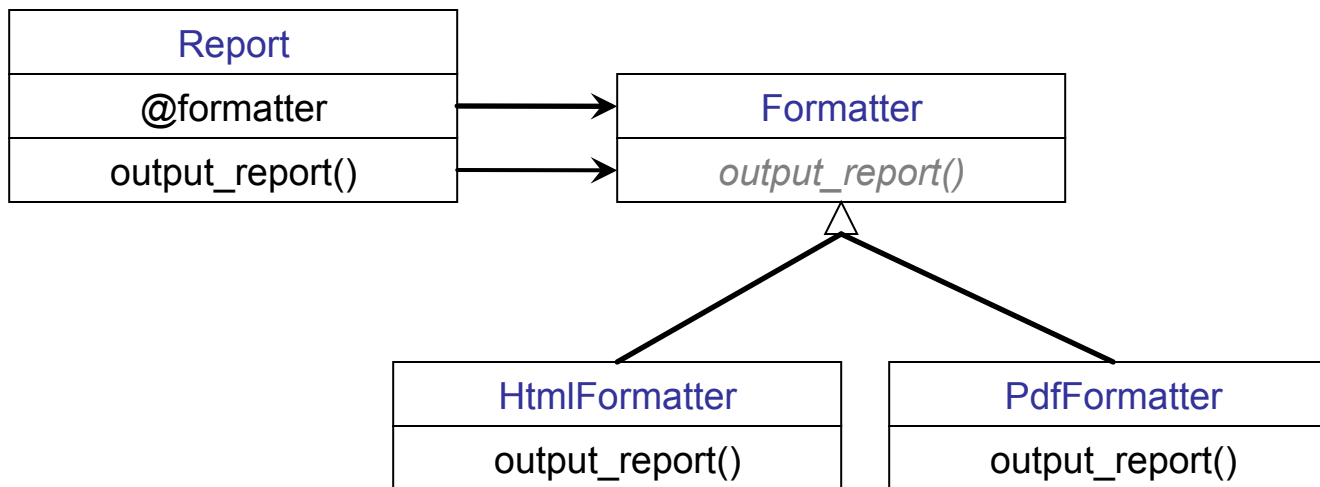 Report
@formatter
output_report()
Formatter
output_report()
HtmlFormatter
output_report()
PdfFormatter
output_report()